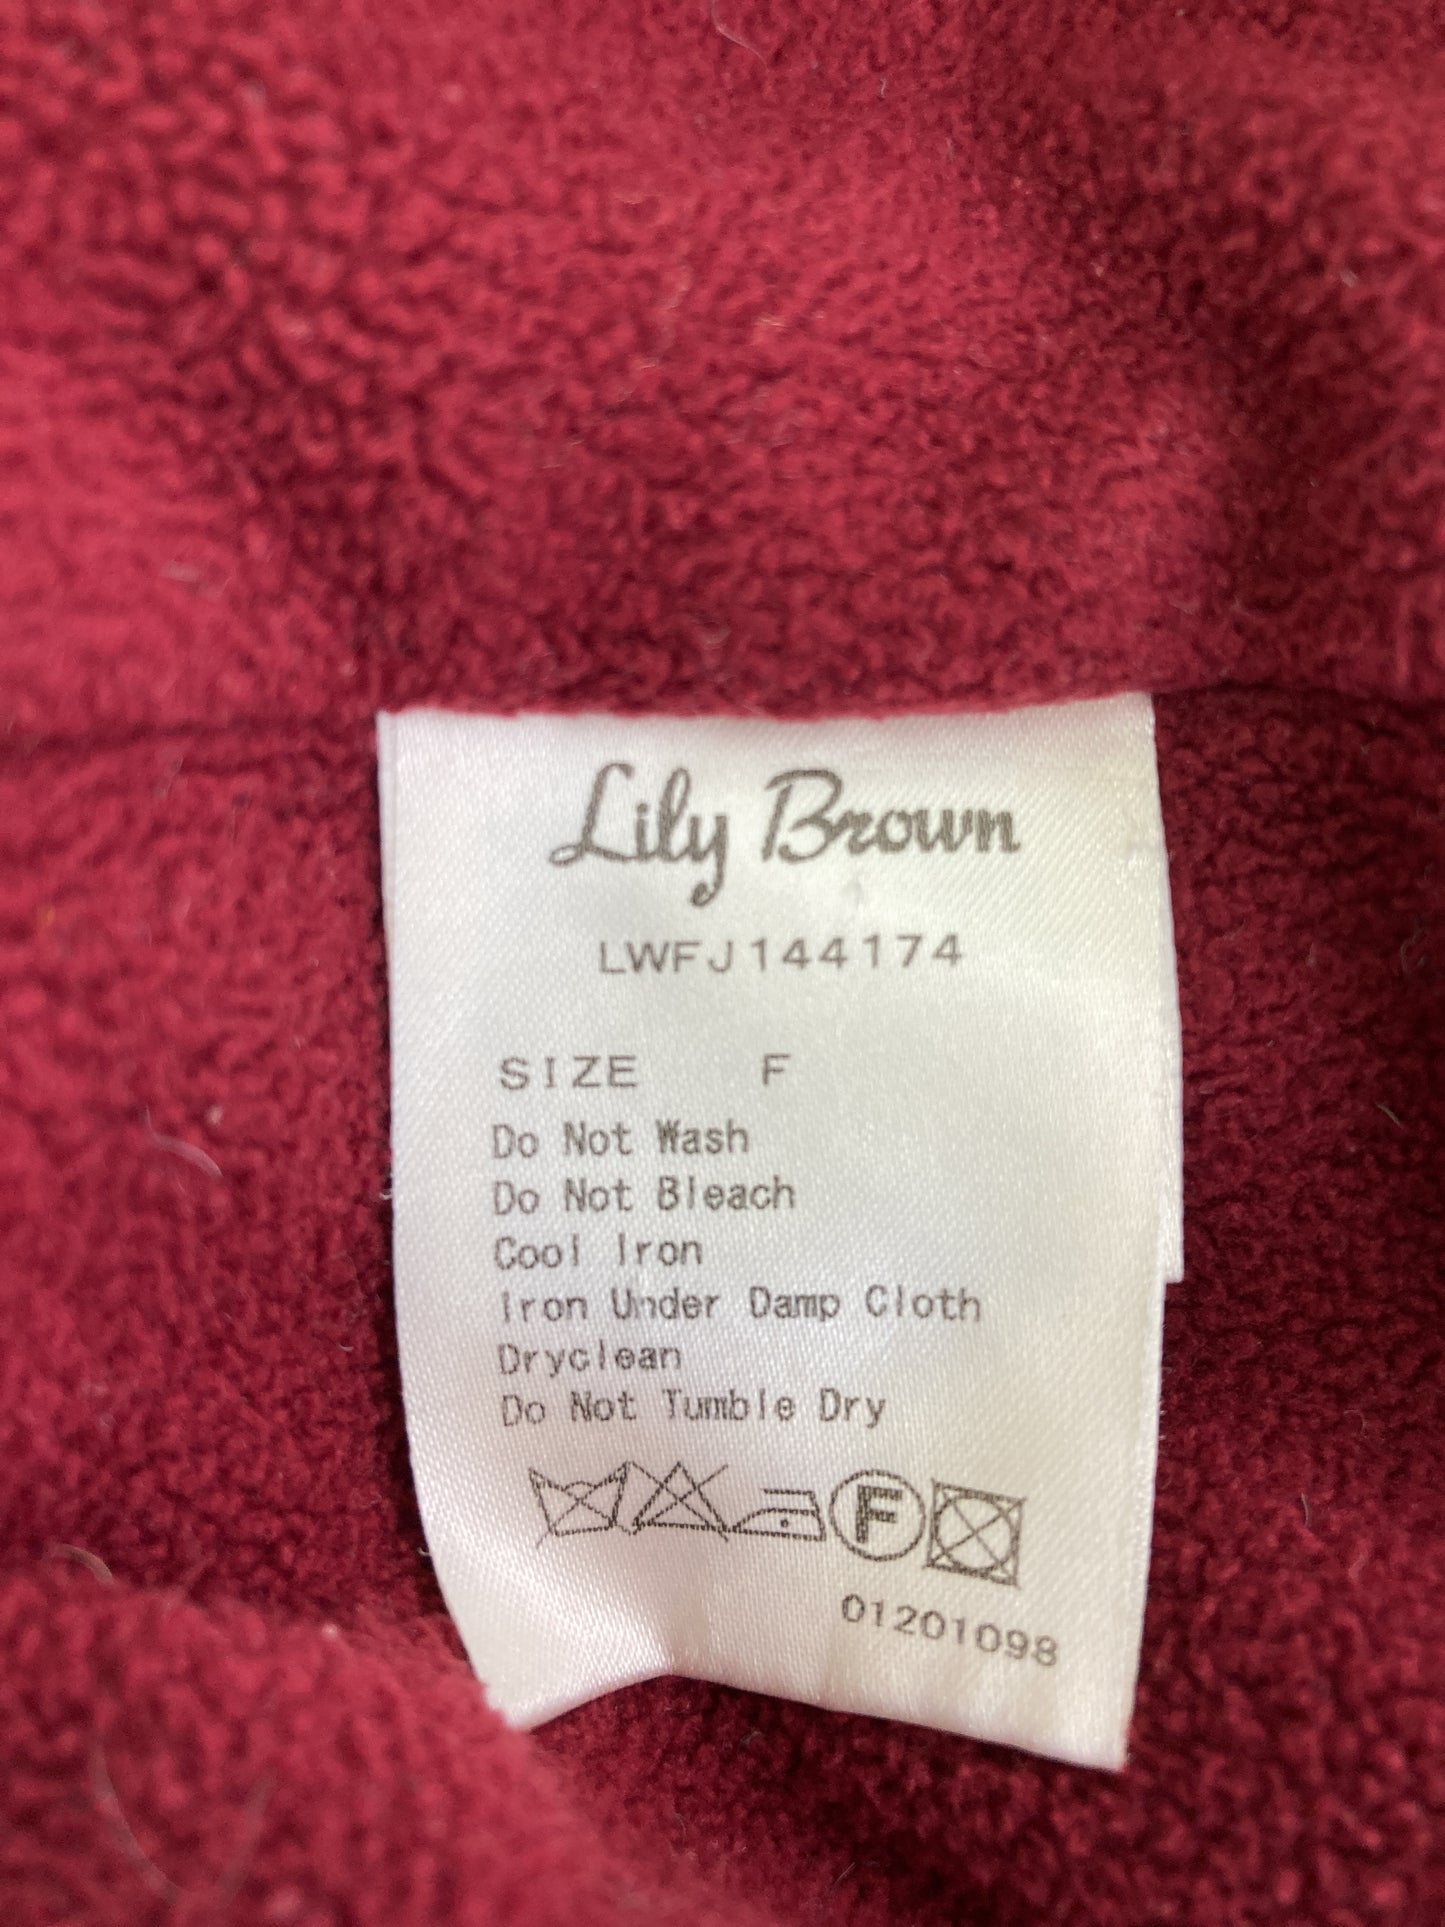 Lily Brown
LWFJ144174
SIZE F
Do Not Wash
Do Not Bleach
Cool Iron
Iron Under Damp Cloth
Dryclean
Do Not Tumble Dry
F
01201098